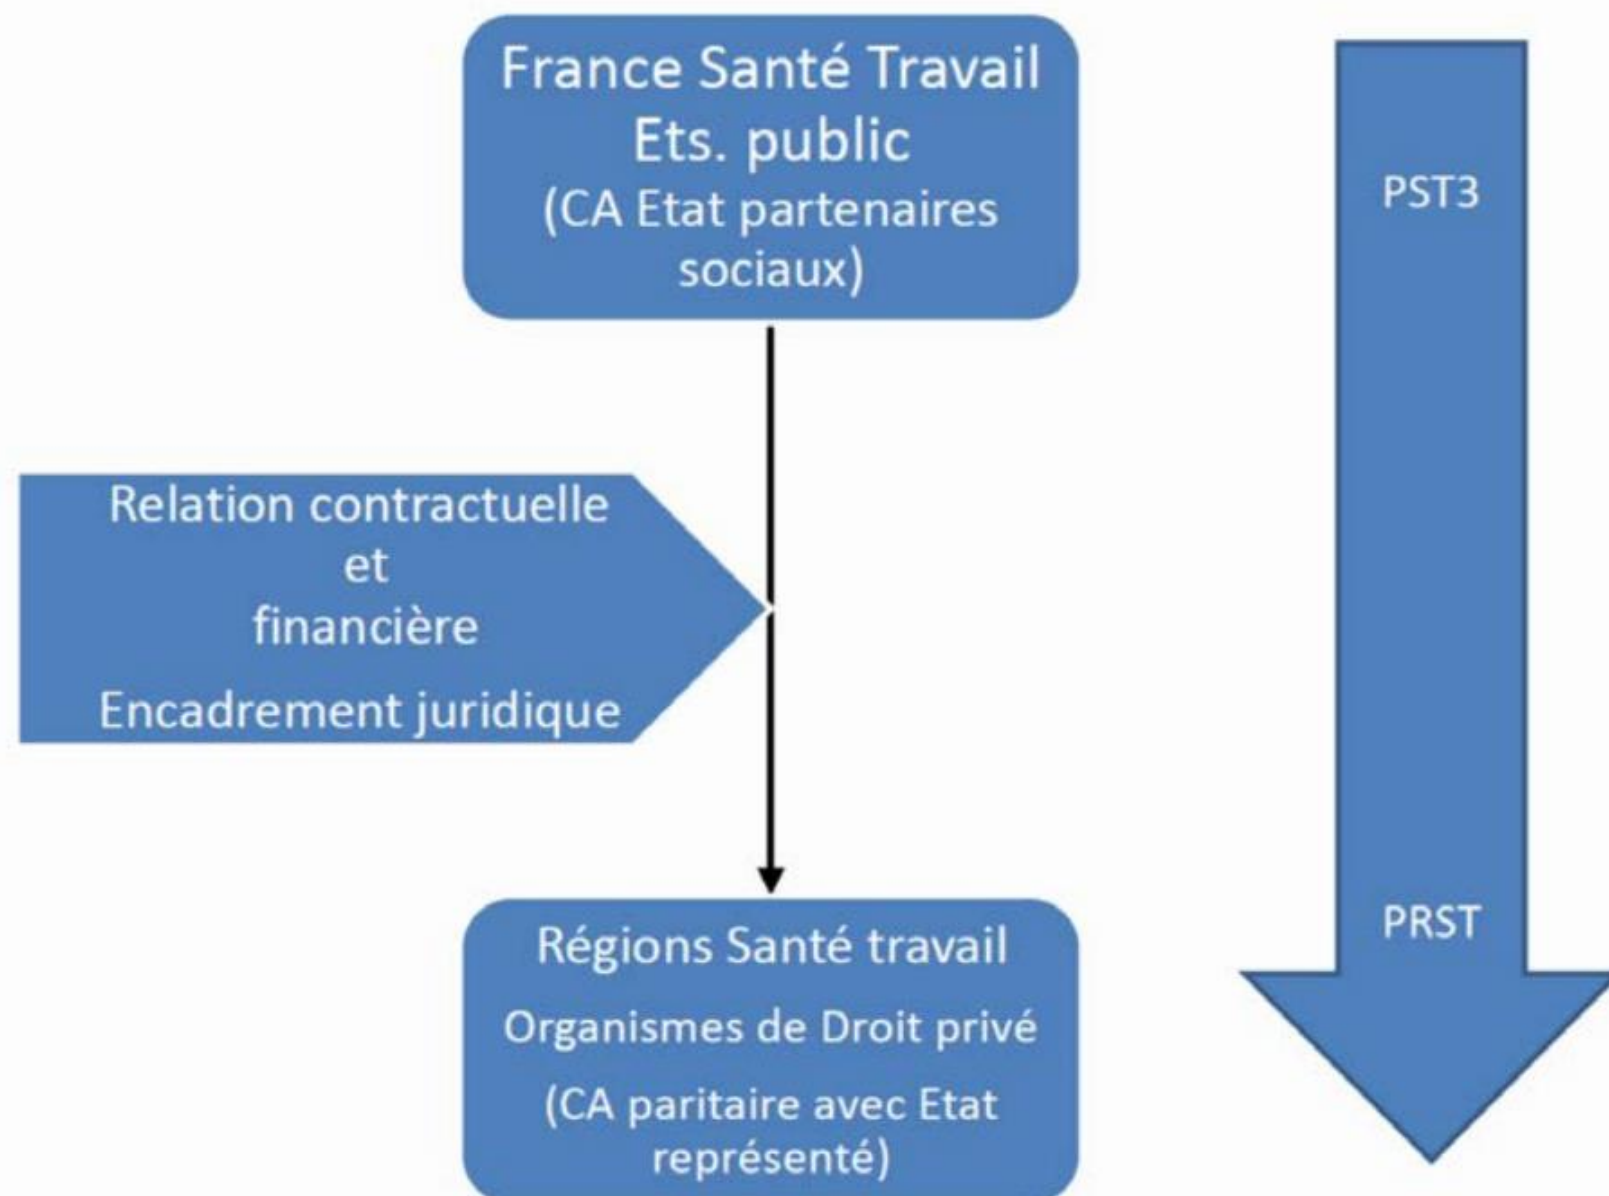 France Santé Travail
Ets. public
(CA Etat partenaires
sociaux)
PST3
Relation contractuelle
et
financière
Encadrement juridique
PRST
Régions Santé travail
Organismes de Droit privé
(CA paritaire avec Etat
représenté)